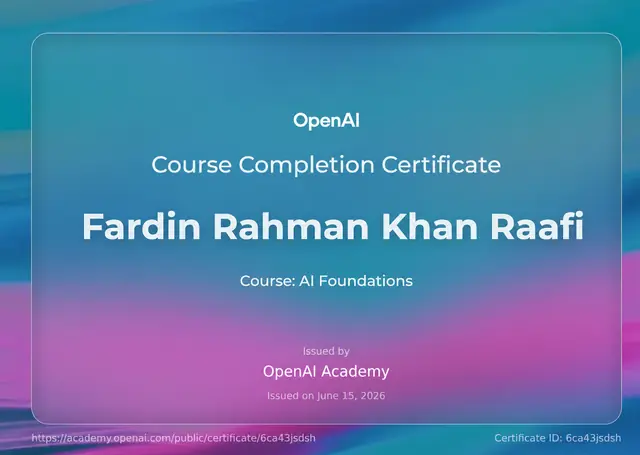 OpenAI
Course Completion Certificate
Fardin Rahman Khan Raafi
Course: AI Foundations
Issued by
OpenAI Academy
Issued on June 15, 2026
https://academy.openai.com/public/certificate/6ca43jsdsh
Certificate ID: 6ca43jsdsh